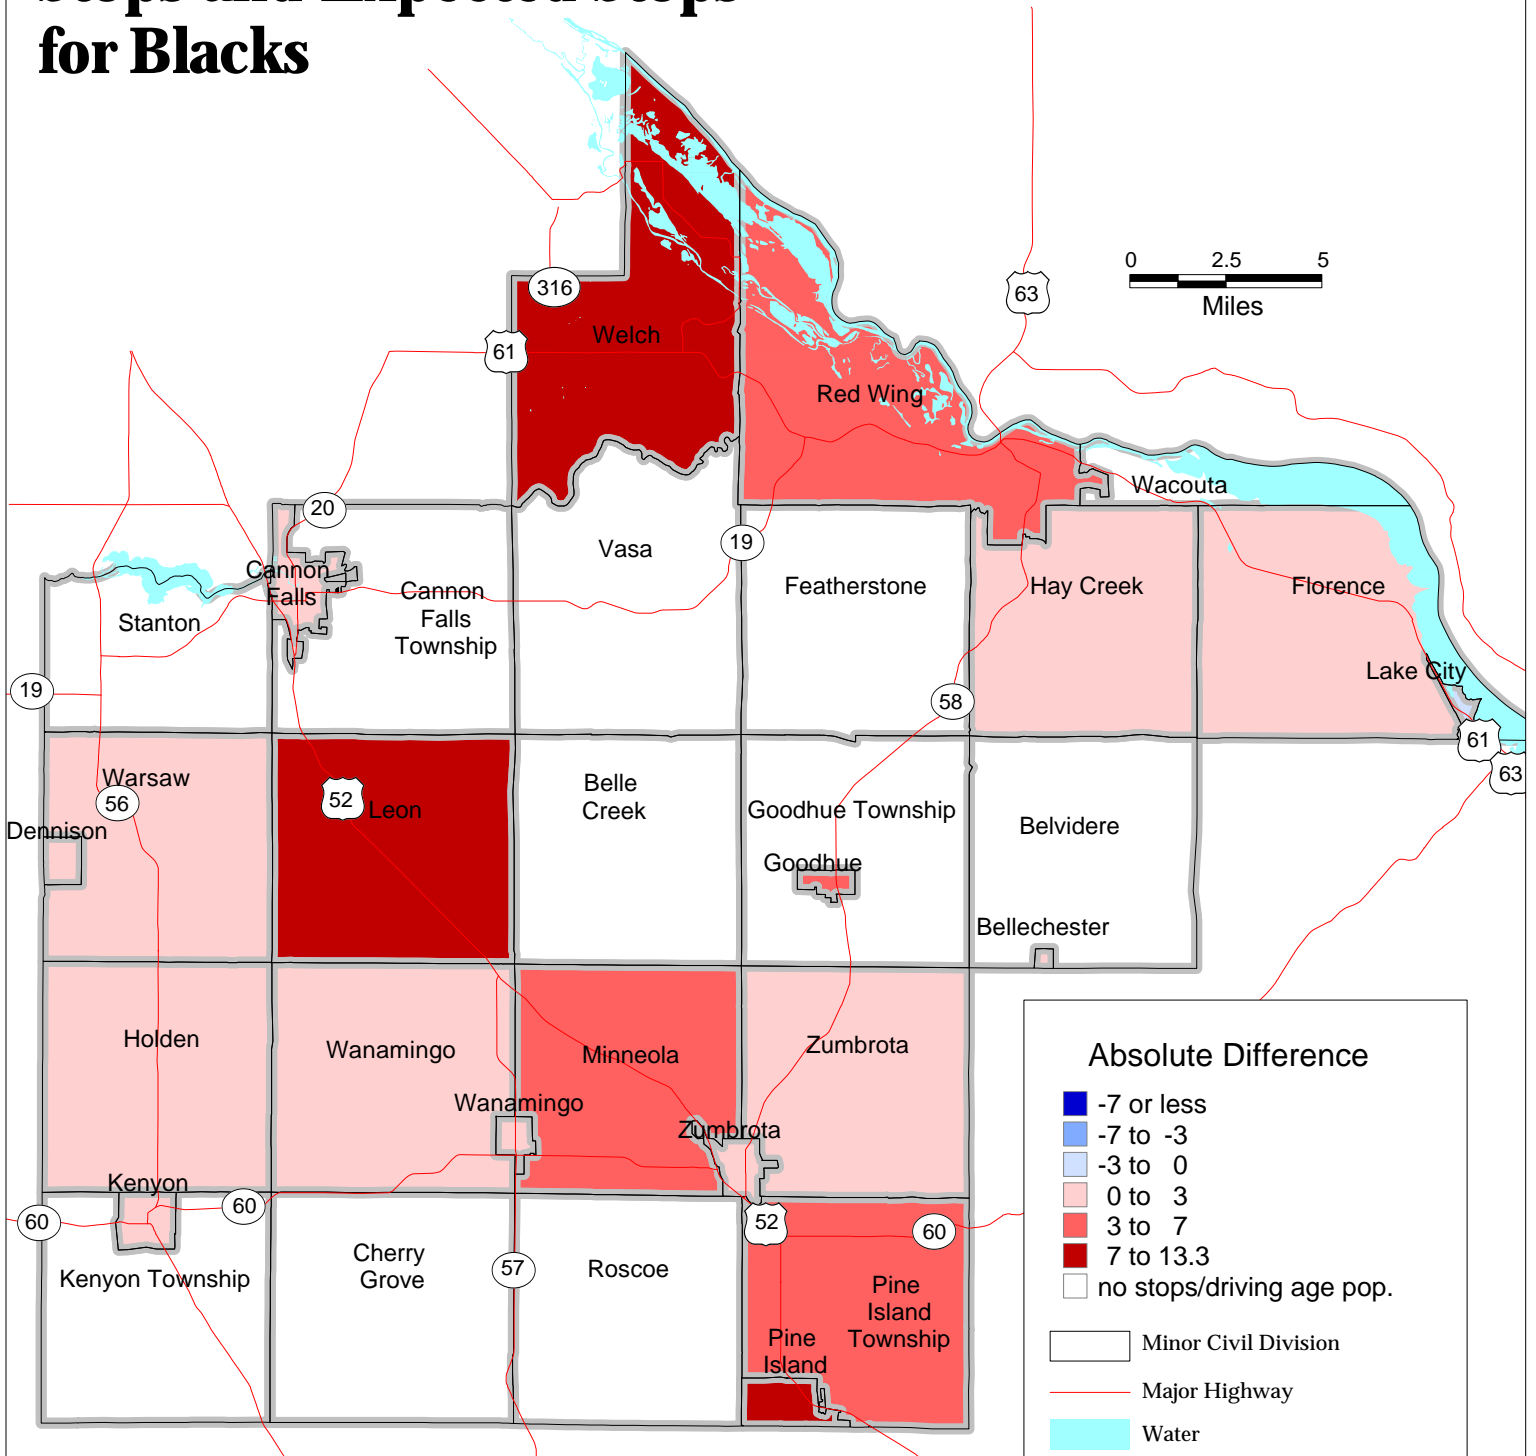 Stops and Expected Stops
for Blacks
0 2.5 5
Miles
63
316
61
Welch
Red Wing
Wacouta
20
19
Vasa
Featherstone
Hay Creek
Florence
Cannon
Falls
Cannon
Falls
Township
Stanton
Lake City
19
58
61
63
Warsaw
56
52
Leon
Belle
Creek
Goodhue Township
Belvidere
Dennison
Goodhue
Bellechester
Holden
Wanamingo
Minneola
Zumbrota
Wanamingo
Zumbrota
Kenyon
60
60
52
60
Kenyon Township
Cherry
Grove
57
Roscoe
Pine
Island
Township
Pine
Island
Absolute Difference
-7 or less
-7 to -3
-3 to 0
0 to 3
3 to 7
7 to 13.3
no stops/driving age pop.
Minor Civil Division
Major Highway
Water